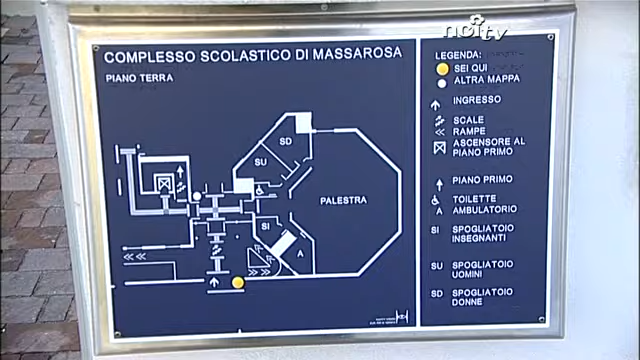 noitv
COMPLESSO SCOLASTICO DI MASSAROSA
PIANO TERRA
SD
SU
PALESTRA
SI
A
LEGENDA:
SEI QUI
ALTRA MAPPA
INGRESSO
SCALE
RAMPE
ASCENSORE AL
PIANO PRIMO
PIANO PRIMO
TOILETTE
A AMBULATORIO
SI SPOGLIATOIO
INSEGNANTI
SU SPOGLIATOIO
UOMINI
SD SPOGLIATOIO
DONNE